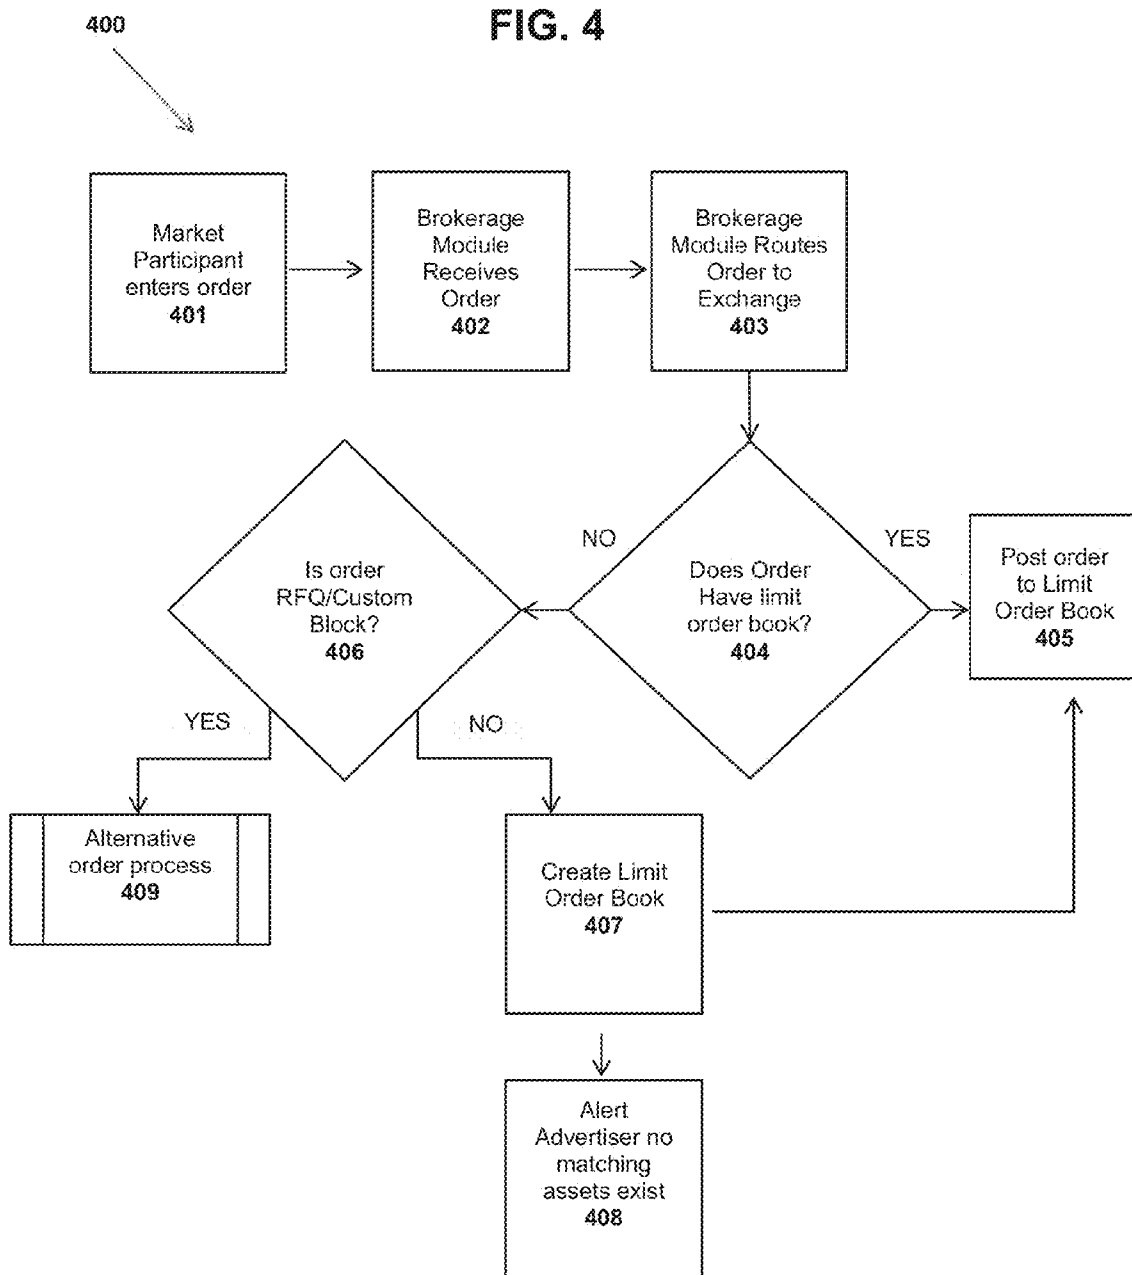 FIG. 4
400
Market
Participant
enters order
401
Brokerage
Module
Receives
Order
402
Brokerage
Module Routes
Order to
Exchange
403
NO
YES
Is order
RFQ/Custom
Block?
406
Does Order
Have limit
order book?
404
Post order
to Limit
Order Book
405
YES
NO
Alternative
order process
409
Create Limit
Order Book
407
Alert
Advertiser no
matching
assets exist
408